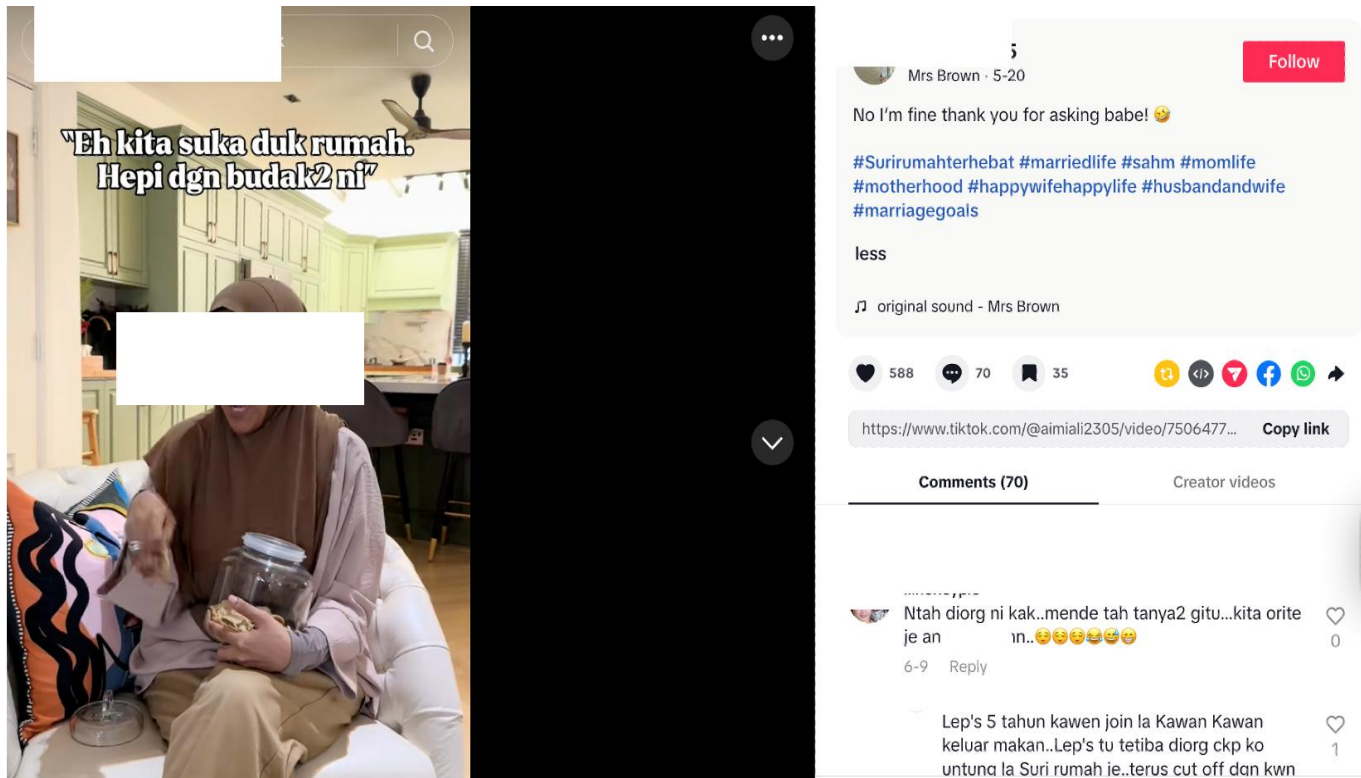 “Eh kita suka duk rumah.
Hepi dgn budak2 ni”
5
Mrs Brown · 5-20
Follow
No I’m fine thank you for asking babe! 🤣
#Surirumahterhebat #marriedlife #sahm #momlife
#motherhood #happywifehappylife #husbandandwife
#marriagegoals
less
original sound - Mrs Brown
588
70
35
https://www.tiktok.com/@aimiali2305/video/7506477...
Copy link
Comments (70)
Creator videos
Ntah diorg ni kak..mende tah tanya2 gitu...kita orite
je an nn..😌😌😌😂😅😁
0
6-9 Reply
Lep's 5 tahun kawen join la Kawan Kawan
keluar makan..Lep's tu tetiba diorg ckp ko
1
untung la Suri rumah je..terus cut off dgn kwn